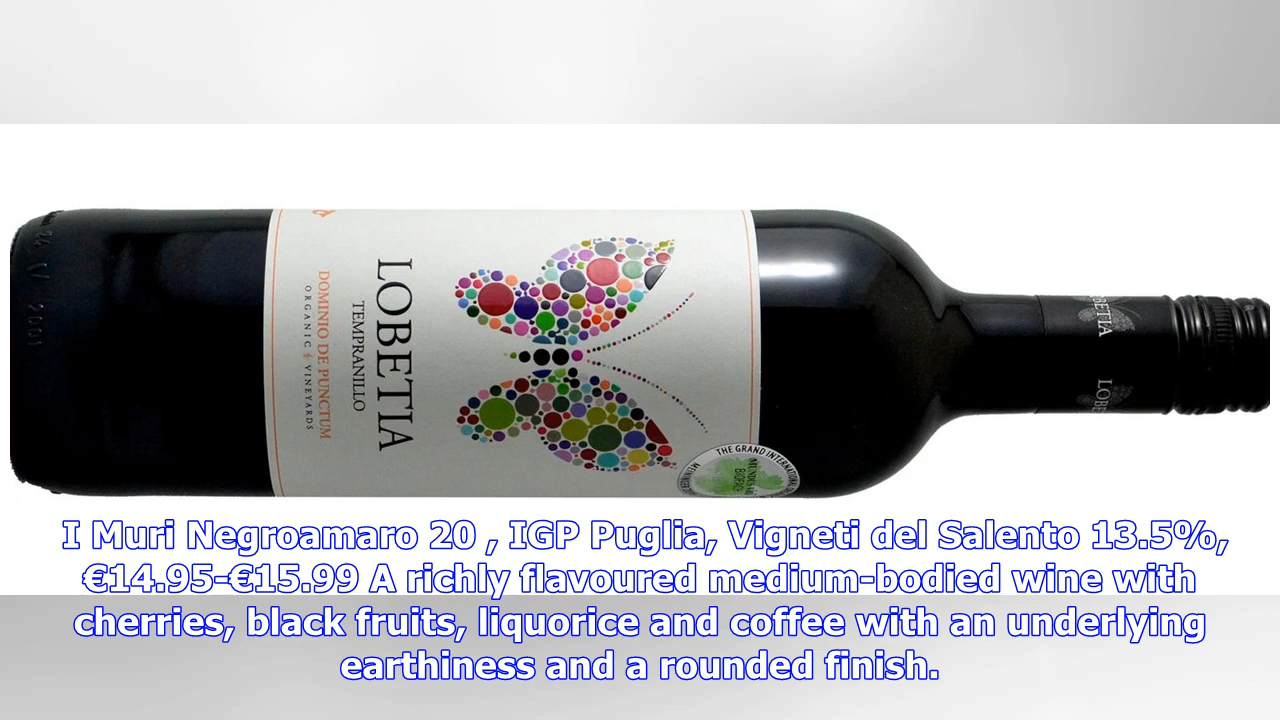 LOBETIA
TEMPRANILLO
DOMINIO DE PUNCTUM
ORGANIC VINEYARDS
THE GRAND INTERNATIONAL
I Muri Negroamaro 20 , IGP Puglia, Vigneti del Salento 13.5%,
€14.95-€15.99 A richly flavoured medium-bodied wine with
cherries, black fruits, liquorice and coffee with an underlying
earthiness and a rounded finish.